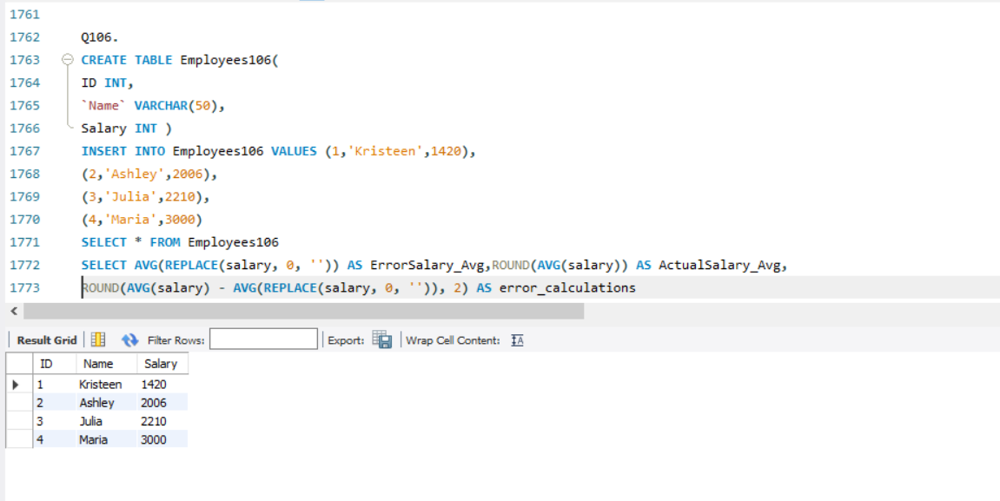 1761
1762 Q106.
1763 CREATE TABLE Employees106(
1764 ID INT,
1765 `Name` VARCHAR(50),
1766 Salary INT )
1767 INSERT INTO Employees106 VALUES (1,'Kristeen',1420),
1768 (2,'Ashley',2006),
1769 (3,'Julia',2210),
1770 (4,'Maria',3000)
1771 SELECT * FROM Employees106
1772 SELECT AVG(REPLACE(salary, 0, '')) AS ErrorSalary_Avg,ROUND(AVG(salary)) AS ActualSalary_Avg,
1773 ROUND(AVG(salary) - AVG(REPLACE(salary, 0, '')), 2) AS error_calculations
Result Grid Filter Rows: Export: Wrap Cell Content: IA
ID Name Salary
1 Kristeen 1420
2 Ashley 2006
3 Julia 2210
4 Maria 3000